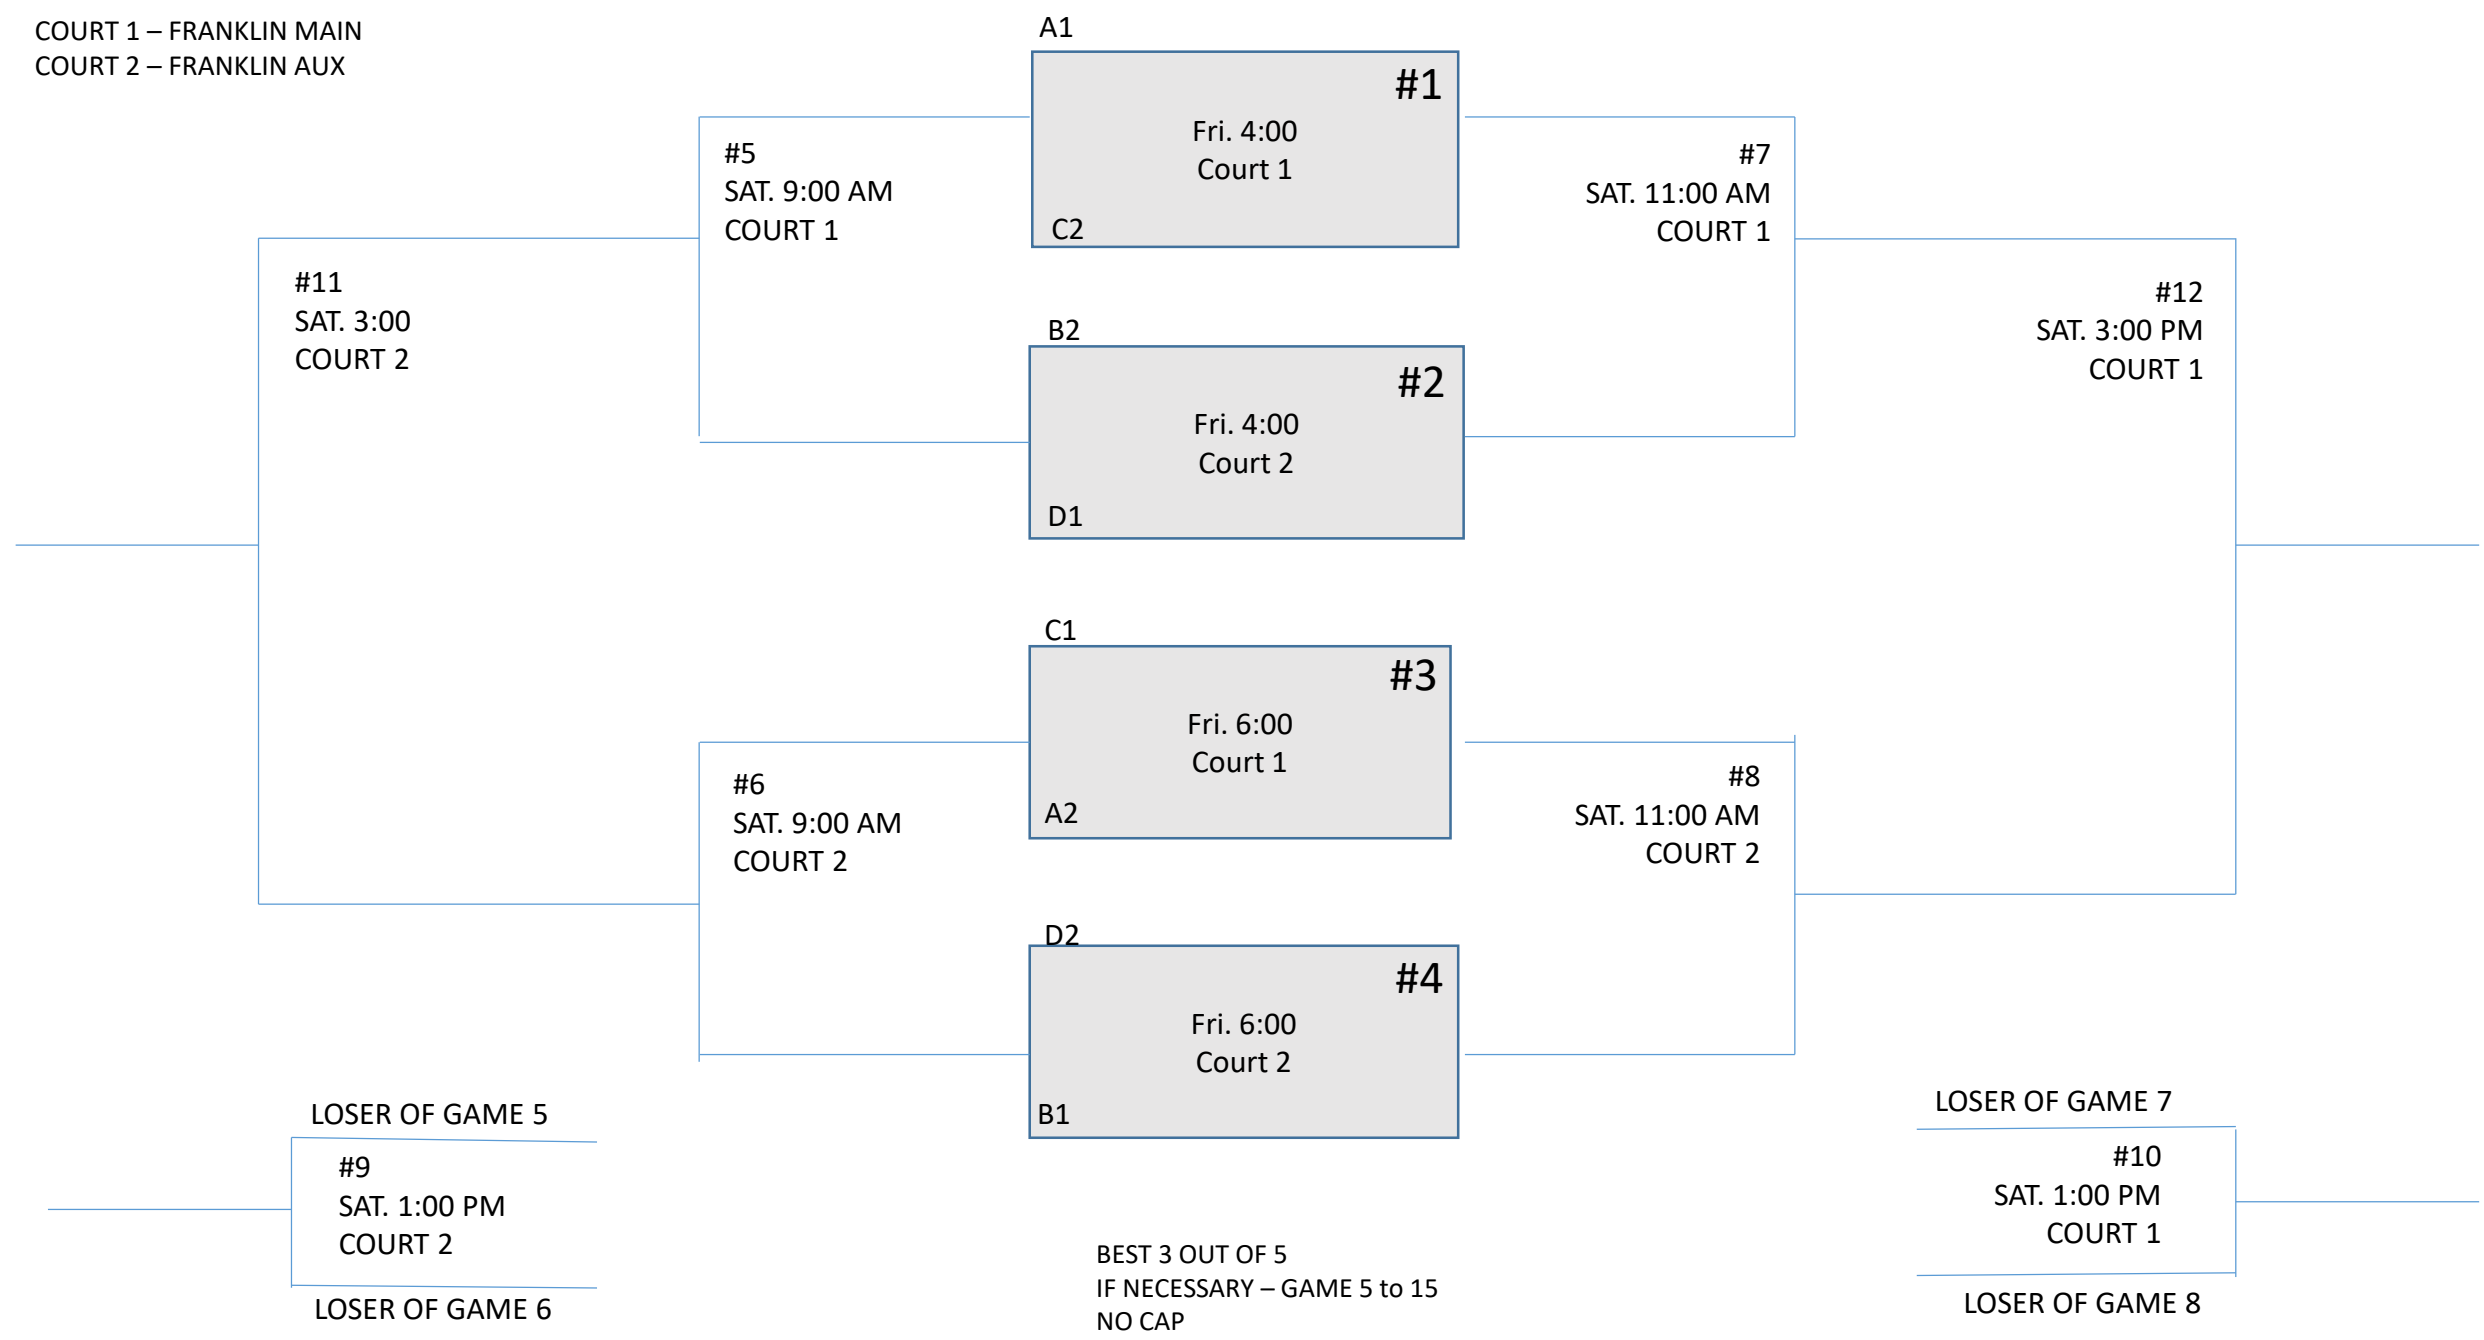 COURT 1 – FRANKLIN MAIN
COURT 2 – FRANKLIN AUX
A1
#1
Fri. 4:00
Court 1
C2
#5
SAT. 9:00 AM
COURT 1
#7
SAT. 11:00 AM
COURT 1
#11
SAT. 3:00
COURT 2
#12
SAT. 3:00 PM
COURT 1
B2
#2
Fri. 4:00
Court 2
D1
C1
#3
Fri. 6:00
Court 1
A2
#6
SAT. 9:00 AM
COURT 2
#8
SAT. 11:00 AM
COURT 2
D2
#4
Fri. 6:00
Court 2
B1
LOSER OF GAME 5
#9
SAT. 1:00 PM
COURT 2
LOSER OF GAME 6
LOSER OF GAME 7
#10
SAT. 1:00 PM
COURT 1
LOSER OF GAME 8
BEST 3 OUT OF 5
IF NECESSARY – GAME 5 to 15
NO CAP